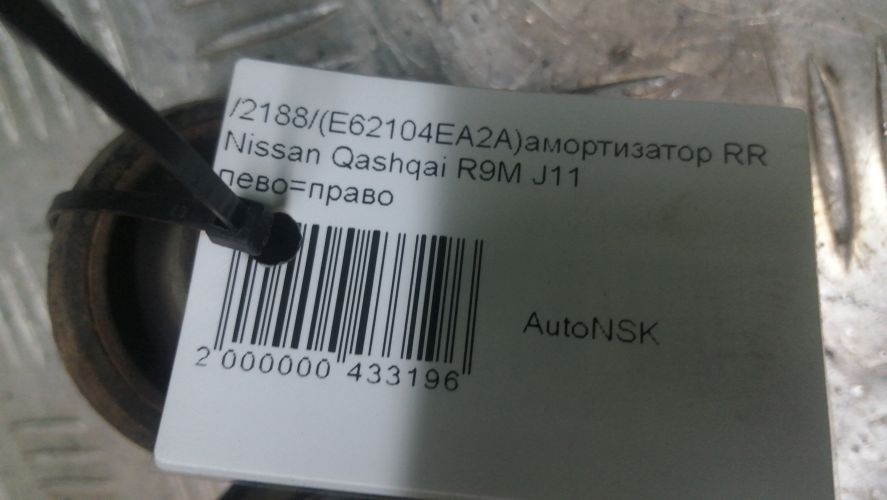 /2188/(E62104EA2A)амортизатор RR
Nissan Qashqai R9M J11
лево=право
AutoNSK
2 000000 433196